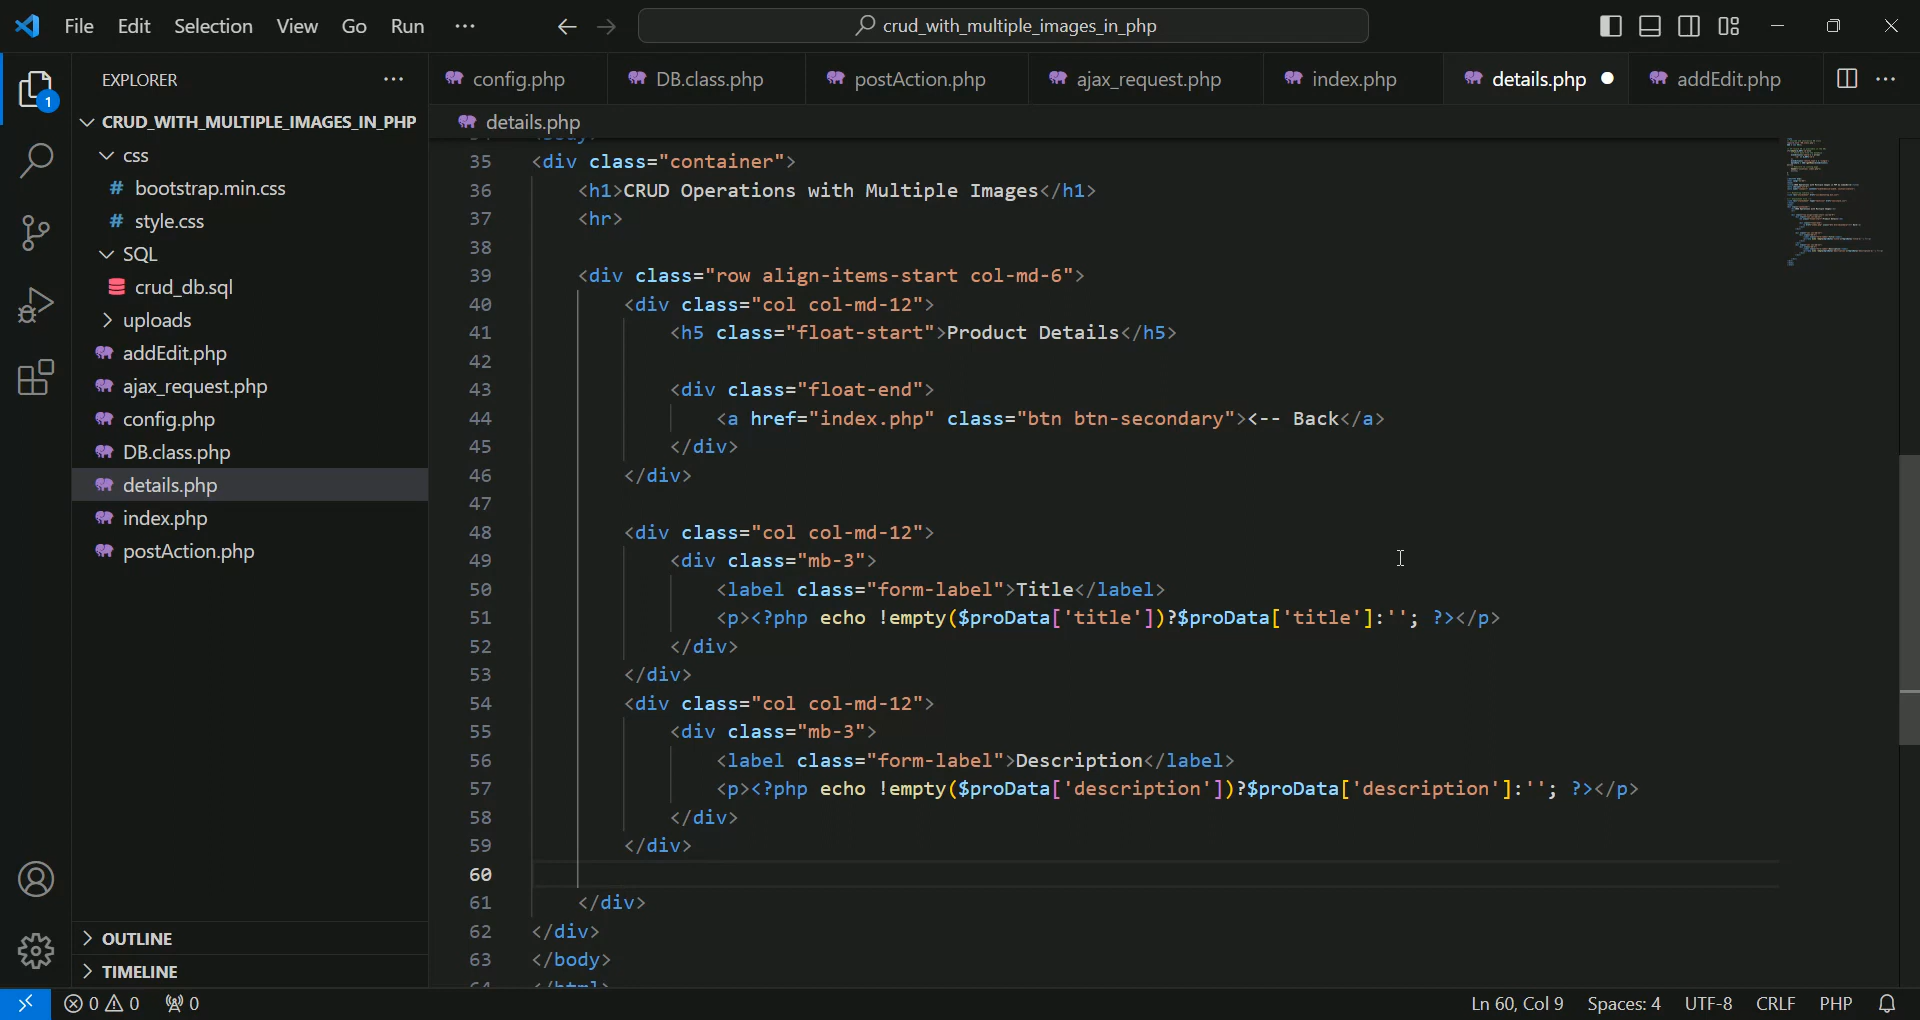 File Edit Selection View Go Run ···
crud_with_multiple_images_in_php
EXPLORER
1
CRUD_WITH_MULTIPLE_IMAGES_IN_PHP
css
# bootstrap.min.css
# style.css
SQL
crud_db.sql
uploads
addEdit.php
ajax_request.php
config.php
DB.class.php
details.php
index.php
postAction.php
OUTLINE
TIMELINE
config.php DB.class.php postAction.php ajax_request.php index.php details.php addEdit.php
details.php
35 <div class="container">
36 <h1>CRUD Operations with Multiple Images</h1>
37 <hr>
38
39 <div class="row align-items-start col-md-6">
40 <div class="col col-md-12">
41 <h5 class="float-start">Product Details</h5>
42
43 <div class="float-end">
44 <a href="index.php" class="btn btn-secondary"><-- Back</a>
45 </div>
46 </div>
47
48 <div class="col col-md-12">
49 <div class="mb-3">
50 <label class="form-label">Title</label>
51 <p><?php echo !empty($proData['title'])?$proData['title']:''; ?></p>
52 </div>
53 </div>
54 <div class="col col-md-12">
55 <div class="mb-3">
56 <label class="form-label">Description</label>
57 <p><?php echo !empty($proData['description'])?$proData['description']:''; ?></p>
58 </div>
59 </div>
60
61 </div>
62 </div>
63 </body>
0 0 0
Ln 60, Col 9 Spaces: 4 UTF-8 CRLF PHP